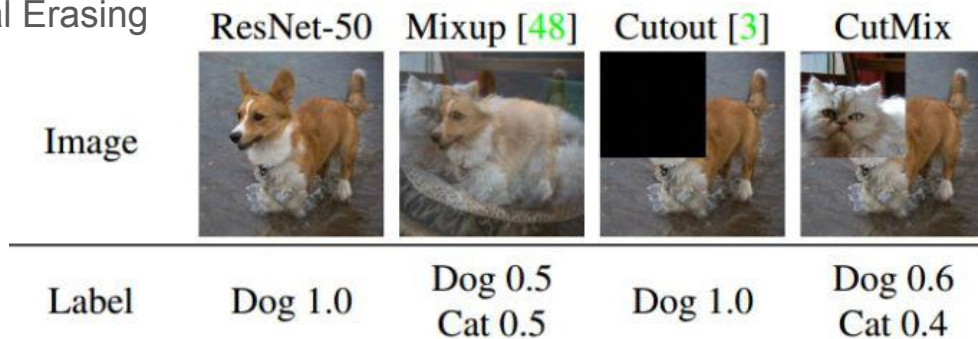 al Erasing
ResNet-50 Mixup [48] Cutout [3] CutMix
Image
Label Dog 1.0 Dog 0.5 Cat 0.5 Dog 1.0 Dog 0.6 Cat 0.4